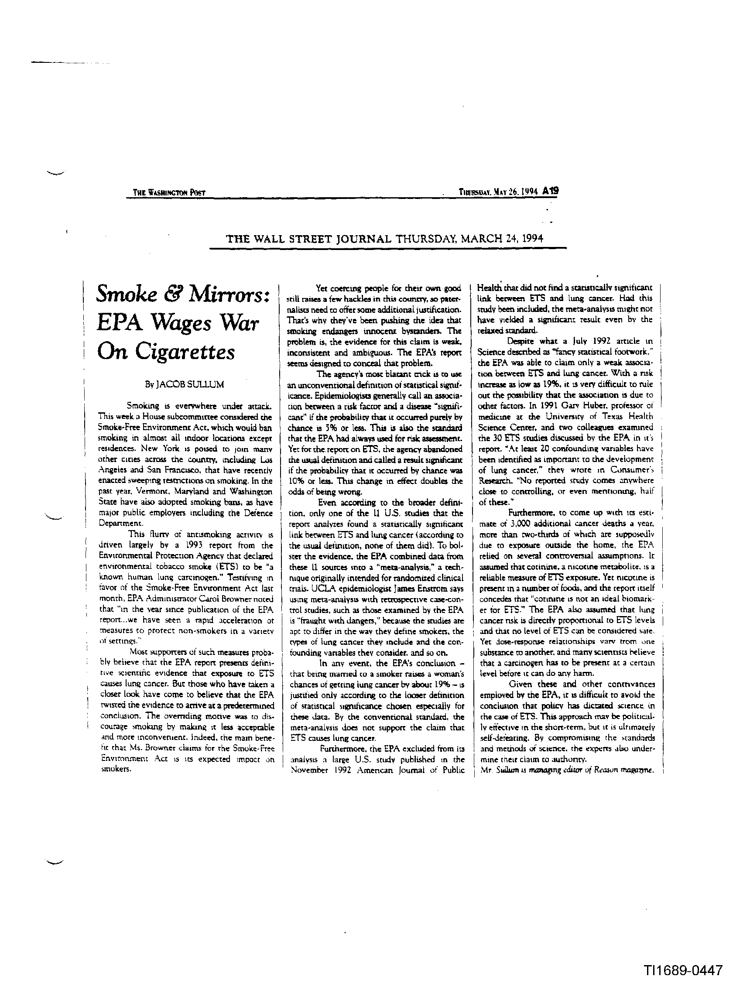 THE WASHINGTON POST
THURSDAY, MAY 26, 1994 A19
THE WALL STREET JOURNAL THURSDAY, MARCH 24, 1994
Smoke & Mirrors:
EPA Wages War
On Cigarettes
By JACOB SULLUM
Smoking is everywhere under attack.
This week a House subcommittee considered the
Smoke-Free Environment Act, which would ban
smoking in almost all indoor locations except
residences. New York is poised to join many
other cities across the country, including Los
Angeles and San Francisco, that have recently
enacted sweeping restrictions on smoking. In the
past year, Vermont, Maryland and Washington
State have also adopted smoking bans, as have
major public employers including the Defence
Department.
This flurry of antismoking activity is
driven largely by a 1993 report from the
Environmental Protection Agency that declared
environmental tobacco smoke (ETS) to be "a
known human lung carcinogen." Testifying in
favor of the Smoke-Free Environment Act last
month, EPA Administrator Carol Browner noted
that "in the year since publication of the EPA
report...we have seen a rapid acceleration of
measures to protect non-smokers in a variety
of settings."
Most supporters of such measures proba-
bly believe that the EPA report presents defini-
tive scientific evidence that exposure to ETS
causes lung cancer. But those who have taken a
closer look have come to believe that the EPA
twisted the evidence to arrive at a predetermined
conclusion. The overriding motive was to dis-
courage smoking by making it less acceptable
and more inconvenient. Indeed, the main bene-
fit that Ms. Browner claims for the Smoke-Free
Environment Act is its expected impact on
smokers.
Yet coercing people for their own good
still raises a few hackles in this country, so pater-
nalists need to offer some additional justification.
That's why they've been pushing the idea that
smoking endangers innocent bystanders. The
problem is, the evidence for this claim is weak,
inconsistent and ambiguous. The EPA's report
seems designed to conceal that problem.
The agency's most blatant trick is to use
an unconventional definition of statistical signif-
icance. Epidemiologists generally call an associa-
tion between a risk factor and a disease "signifi-
cant" if the probability that it occurred purely by
chance is 5% or less. This is also the standard
that the EPA had always used for risk assessment.
Yet for the report on ETS, the agency abandoned
the usual definition and called a result significant
if the probability that it occurred by chance was
10% or less. This change in effect doubles the
odds of being wrong.
Even according to the broader defini-
tion, only one of the 11 U.S. studies that the
report analyzes found a statistically significant
link between ETS and lung cancer (according to
the usual definition, none of them did). To bol-
ster the evidence, the EPA combined data from
these 11 sources into a "meta-analysis," a tech-
nique originally intended for randomized clinical
trials. UCLA epidemiologist James Enstrom says
using meta-analysis with retrospective case-con-
trol studies, such as those examined by the EPA
is "fraught with dangers," because the studies are
apt to differ in the way they define smokers, the
types of lung cancer they include and the con-
founding variables they consider, and so on.
In any event, the EPA's conclusion –
that being married to a smoker raises a woman's
chances of getting lung cancer by about 19% – is
justified only according to the looser definition
of statistical significance chosen especially for
these data. By the conventional standard, the
meta-analysis does not support the claim that
ETS causes lung cancer.
Furthermore, the EPA excluded from its
analysis a large U.S. study published in the
November 1992 American Journal of Public
Health that did not find a statistically significant
link between ETS and lung cancer. Had this
study been included, the meta-analysis might not
have yielded a significant result even by the
relaxed standard.
Despite what a July 1992 article in
Science described as "fancy statistical footwork,"
the EPA was able to claim only a weak associa-
tion between ETS and lung cancer. With a risk
increase as low as 19%, it is very difficult to rule
out the possibility that the association is due to
other factors. In 1991 Gary Huber, professor of
medicine at the University of Texas Health
Science Center, and two colleagues examined
the 30 ETS studies discussed by the EPA in it's
report. "At least 20 confounding variables have
been identified as important to the development
of lung cancer," they wrote in Consumer's
Research. "No reported study comes anywhere
close to controlling, or even mentioning, half
of these."
Furthermore, to come up with its esti-
mate of 3,000 additional cancer deaths a year,
more than two-thirds of which are supposedly
due to exposure outside the home, the EPA
relied on several controversial assumptions. It
assumed that cotinine, a nicotine metabolite, is a
reliable measure of ETS exposure. Yet nicotine is
present in a number of foods, and the report itself
concedes that "cotinine is not an ideal biomark-
er for ETS." The EPA also assumed that lung
cancer risk is directly proportional to ETS levels
and that no level of ETS can be considered safe.
Yet dose-response relationships vary from one
substance to another, and many scientists believe
that a carcinogen has to be present at a certain
level before it can do any harm.
Given these and other contrivances
employed by the EPA, it is difficult to avoid the
conclusion that policy has dictated science in
the case of ETS. This approach may be political-
ly effective in the short-term, but it is ultimately
self-defeating. By compromising the standards
and methods of science, the experts also under-
mine their claim to authority.
Mr. Sullum is managing editor of Reason magazine.
TI1689-0447